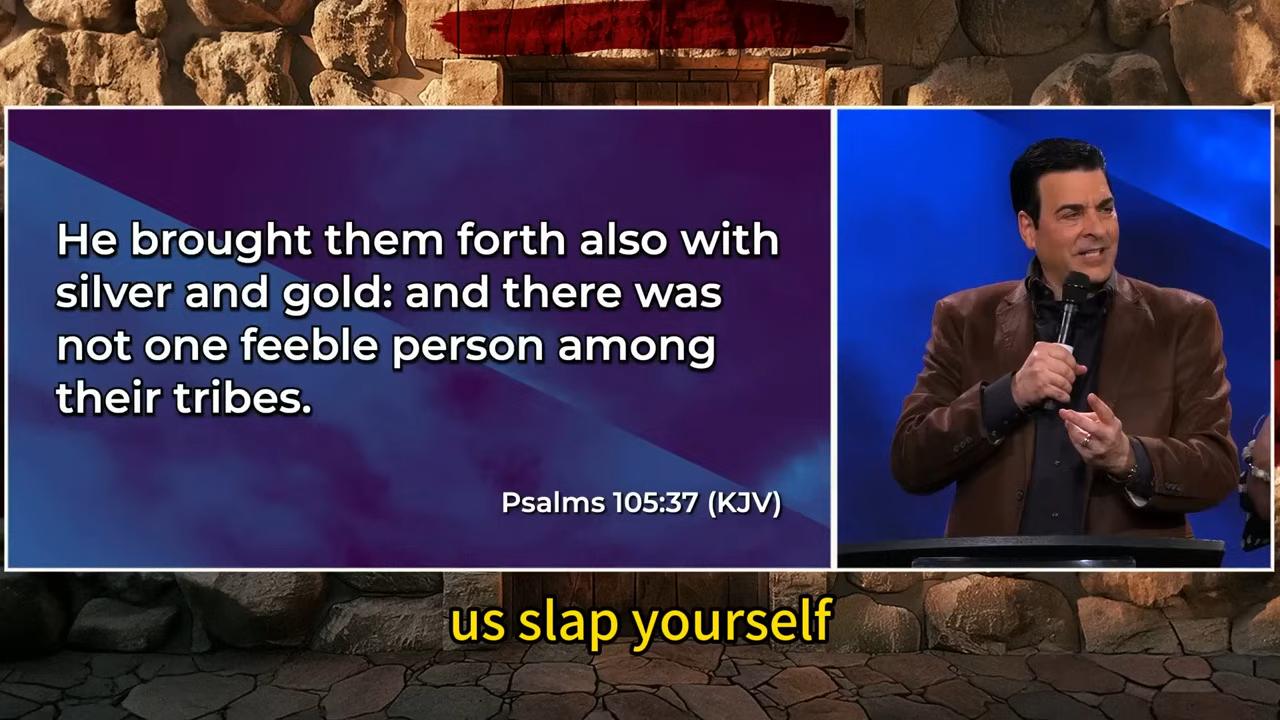 He brought them forth also with
silver and gold: and there was
not one feeble person among
their tribes.
Psalms 105:37 (KJV)
us slap yourself